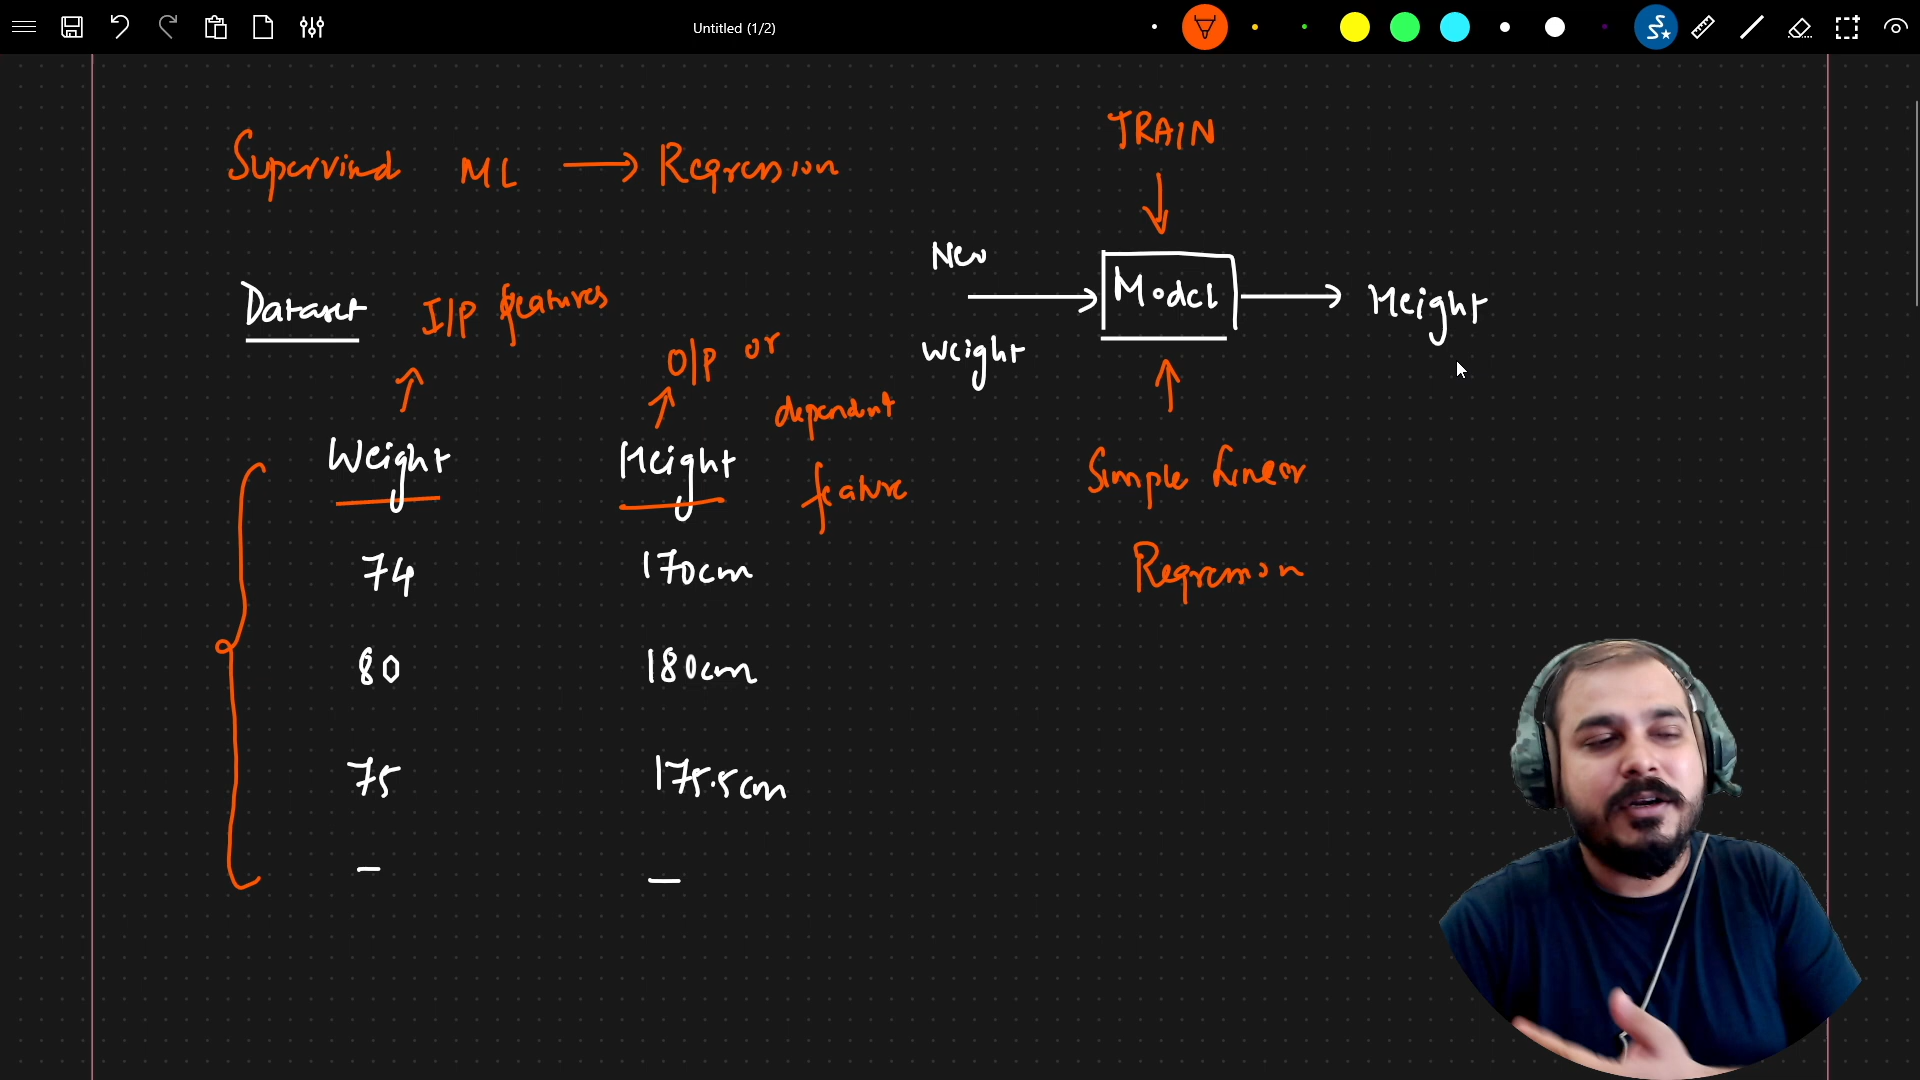 Untitled (1/2)
Supervised ML → Regression
Dataset
I/P features
O/P or
dependent
feature
Weight Height
74 170cm
80 180cm
75 175.5cm
– –
TRAIN
New
Weight
Model
Height
Simple Linear
Regression